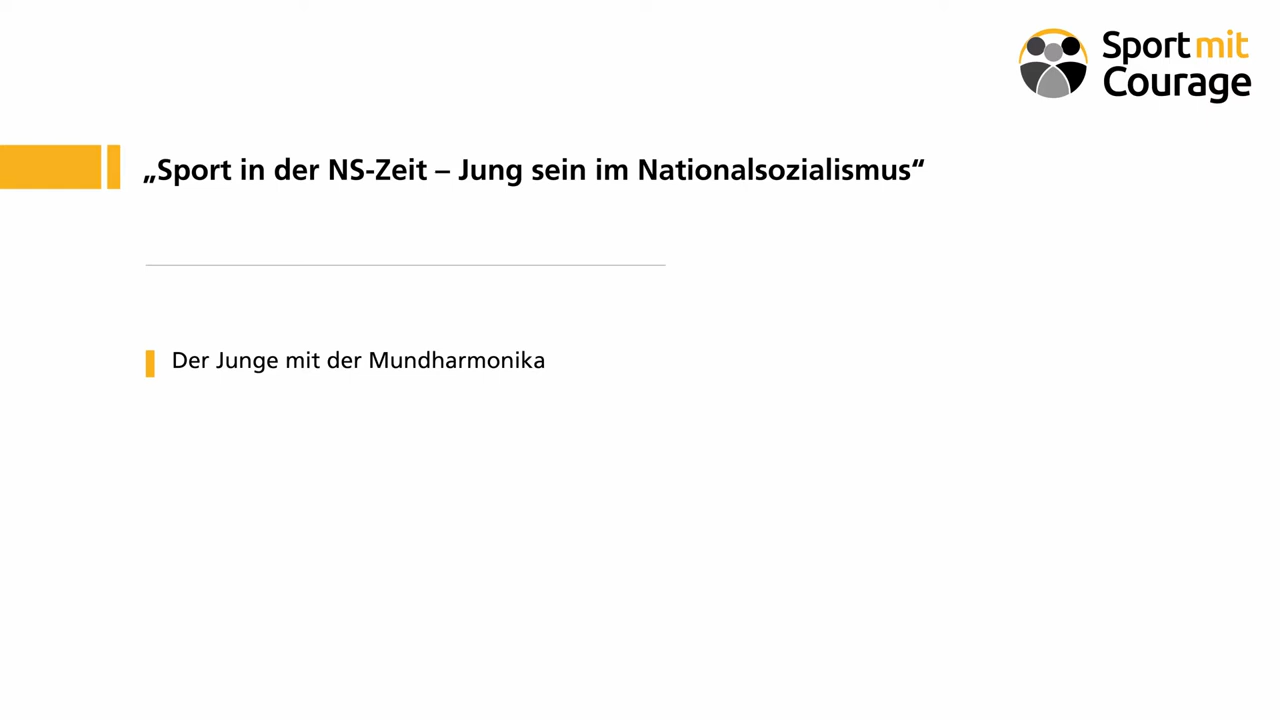 Sport mit
Courage
„Sport in der NS-Zeit – Jung sein im Nationalsozialismus“
Der Junge mit der Mundharmonika